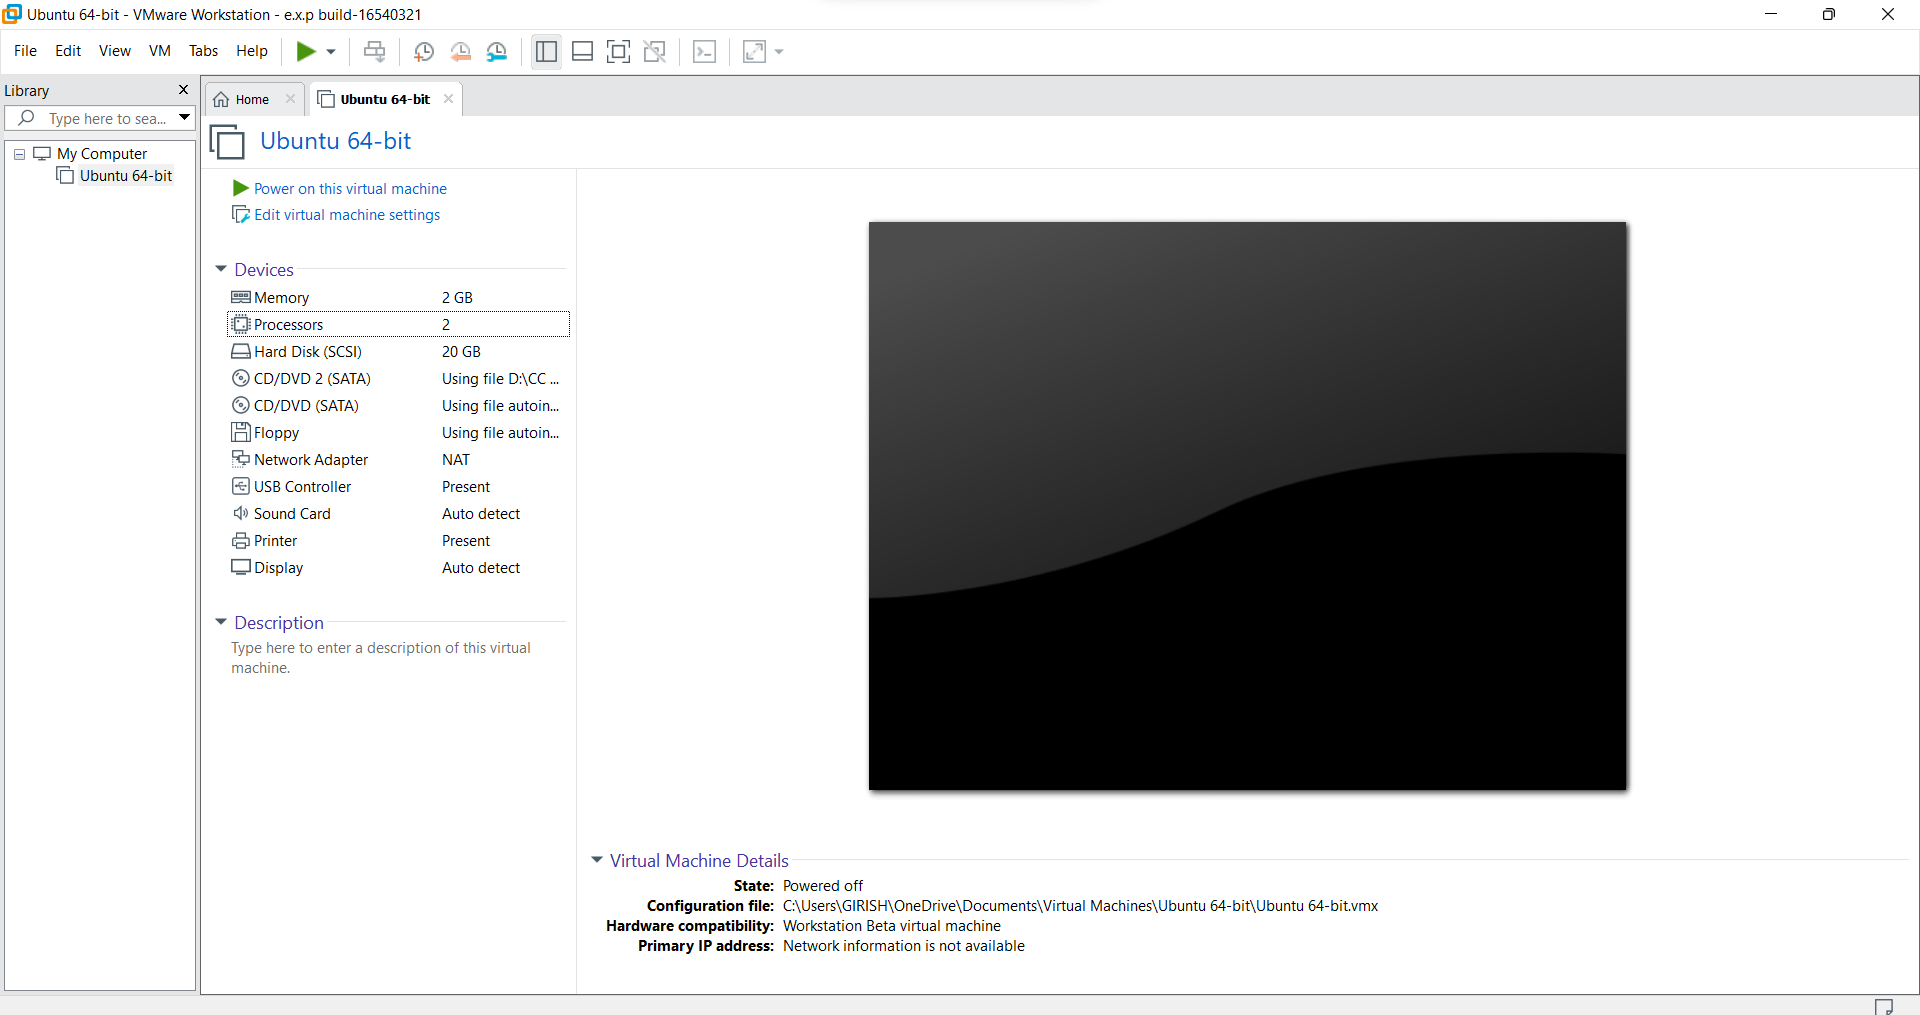 Ubuntu 64-bit - VMware Workstation - e.x.p build-16540321
File Edit View VM Tabs Help
Library
Type here to sea...
My Computer
Ubuntu 64-bit
Home
Ubuntu 64-bit
Ubuntu 64-bit
Power on this virtual machine
Edit virtual machine settings
Devices
Memory 2 GB
Processors 2
Hard Disk (SCSI) 20 GB
CD/DVD 2 (SATA) Using file D:\CC ...
CD/DVD (SATA) Using file autoin...
Floppy Using file autoin...
Network Adapter NAT
USB Controller Present
Sound Card Auto detect
Printer Present
Display Auto detect
Description
Type here to enter a description of this virtual
machine.
Virtual Machine Details
State: Powered off
Configuration file: C:\Users\GIRISH\OneDrive\Documents\Virtual Machines\Ubuntu 64-bit\Ubuntu 64-bit.vmx
Hardware compatibility: Workstation Beta virtual machine
Primary IP address: Network information is not available